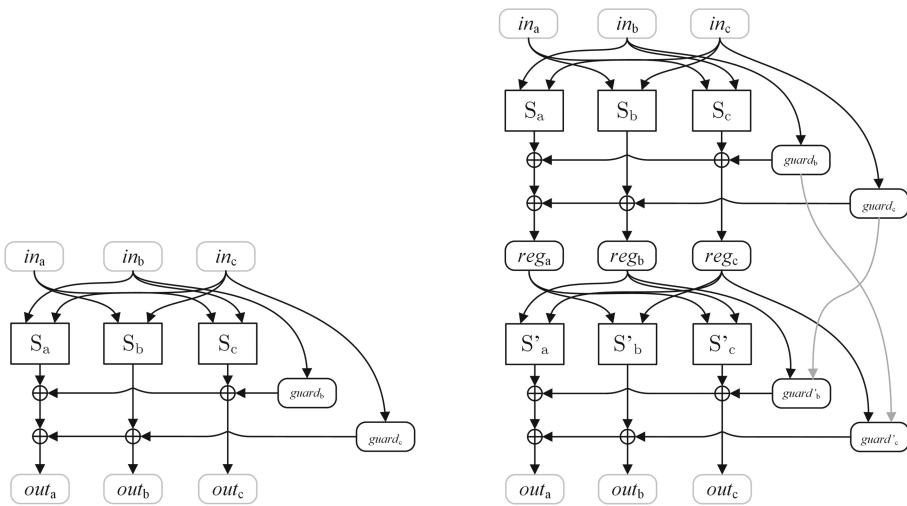 in_a in_b in_c
S_a S_b S_c
guard_b
guard_c
out_a out_b out_c
in_a in_b in_c
S_a S_b S_c
guard_b
guard_c
reg_a reg_b reg_c
S'_a S'_b S'_c
guard'_b
guard'_c
out_a out_b out_c